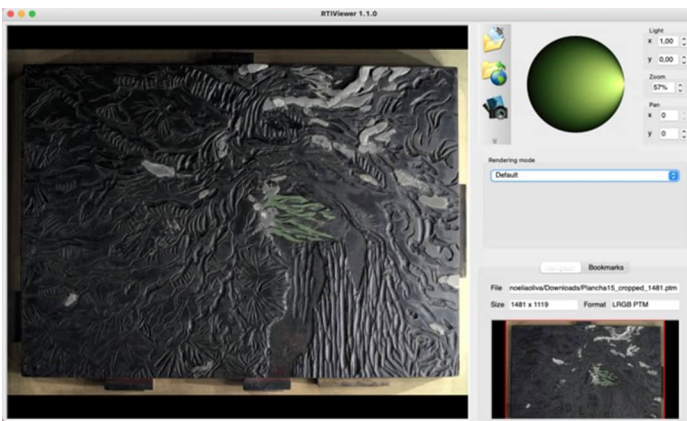 RTIViewer 1.1.0
Light
x 1,00
y 0,00
Zoom
57%
Pan
x 0
y 0
Rendering mode
Default
Bookmarks
File noeliaoliva/Downloads/Plancha15_cropped_1481.ptm
Size 1481 x 1119 Format LRGB PTM